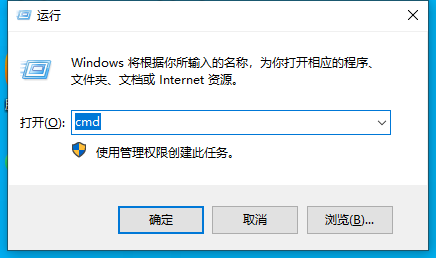 运行
Windows 将根据你所输入的名称，为你打开相应的程序、
文件夹、文档或 Internet 资源。
打开(O): cmd
使用管理权限创建此任务。
确定 取消 浏览(B)...